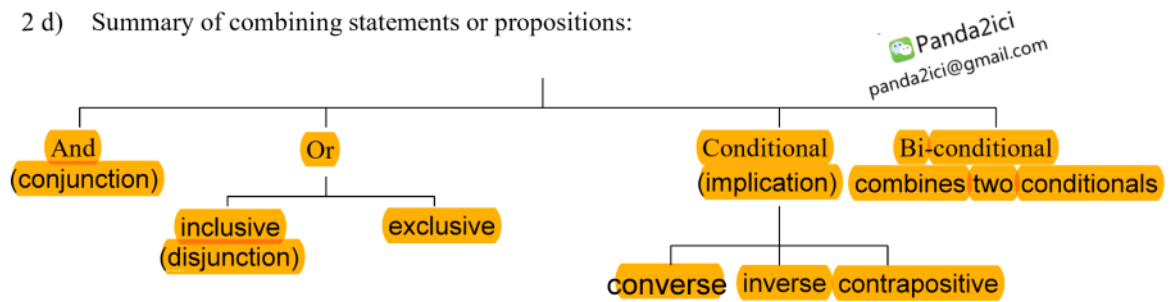 2 d) Summary of combining statements or propositions:
Panda2ici
panda2ici@gmail.com
And
(conjunction)
Or
Conditional
(implication)
Bi-conditional
combines two conditionals
inclusive
(disjunction)
exclusive
converse
inverse
contrapositive